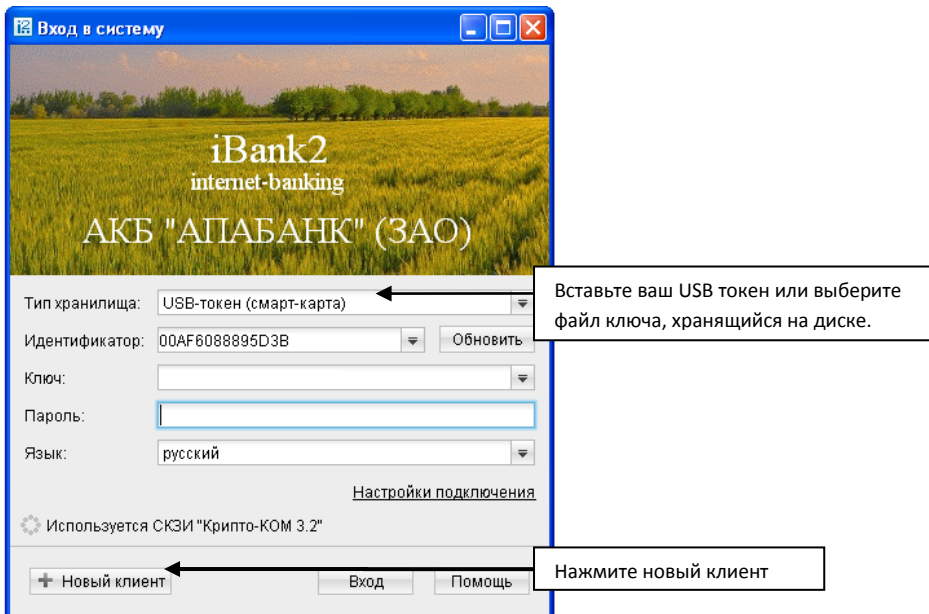 Вход в систему
iBank2
internet-banking
АКБ "АПАБАНК" (ЗАО)
Тип хранилища: USB-токен (смарт-карта)
Вставьте ваш USB токен или выберите
файл ключа, хранящийся на диске.
Идентификатор: 00AF6088895D3B Обновить
Ключ:
Пароль:
Язык: русский
Настройки подключения
Используется СКЗИ "Крипто-КОМ 3.2"
Новый клиент Вход Помощь
Нажмите новый клиент